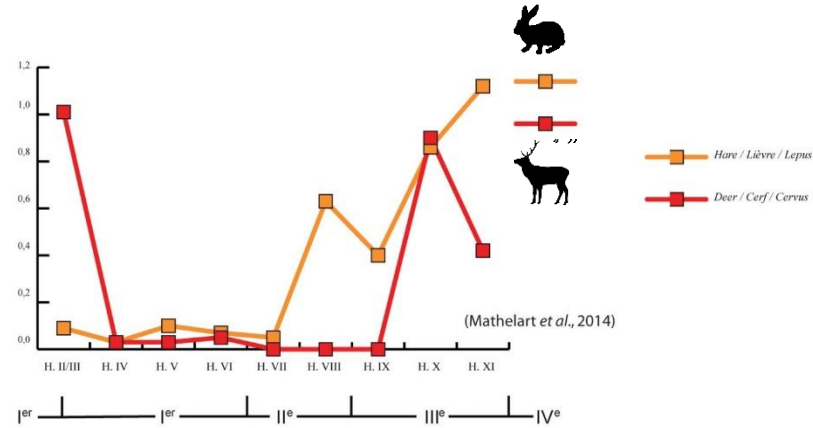 1,2
1,0
0,8
0,6
0,4
0,2
0,0
Hare / Lièvre / Lepus
Deer / Cerf / Cervus
(Mathelart et al., 2014)
H. II/III H. IV H. V H. VI H. VII H. VIII H. IX H. X H. XI
Ier Ier IIe IIIe IVe